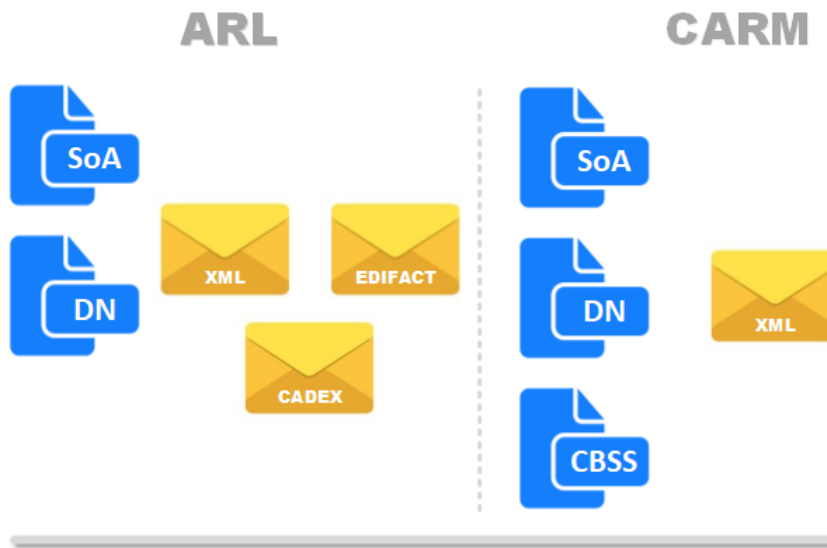 ARL
SoA
DN
XML
EDIFACT
CADEX
CARM
SoA
DN
CBSS
XML